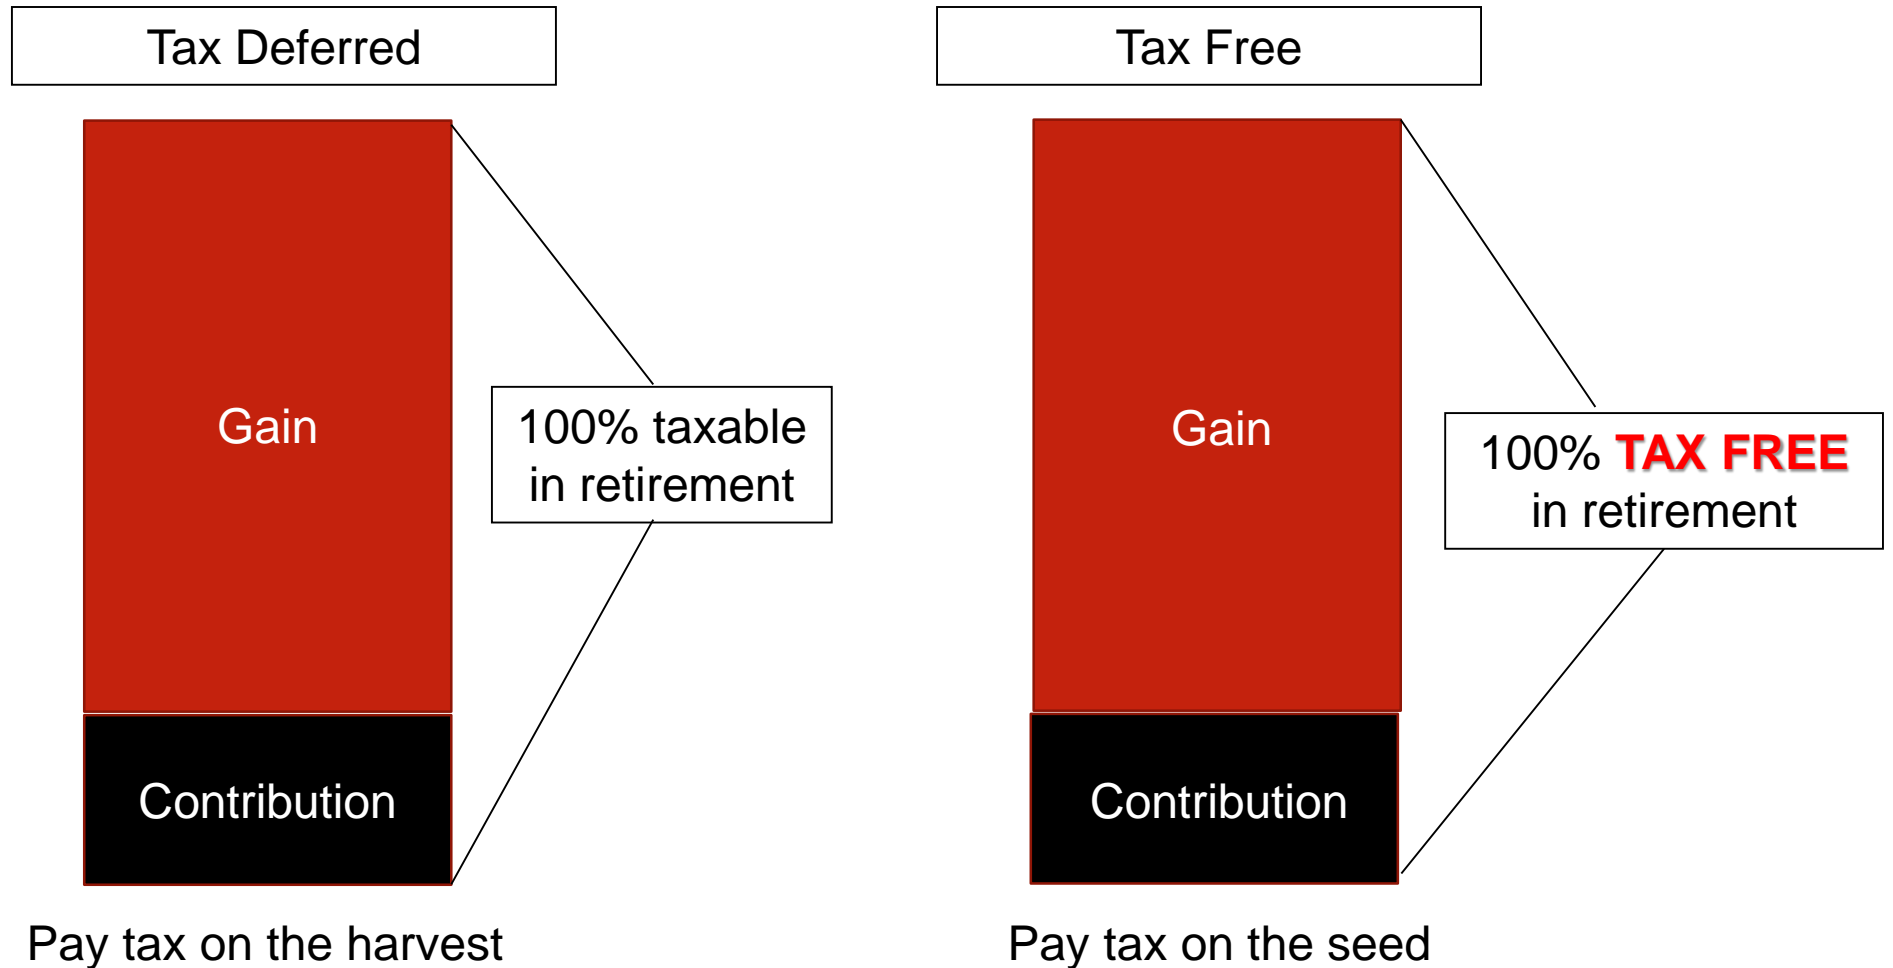 Tax Deferred
Gain
100% taxable
in retirement
Contribution
Pay tax on the harvest
Tax Free
Gain
100% TAX FREE
in retirement
Contribution
Pay tax on the seed